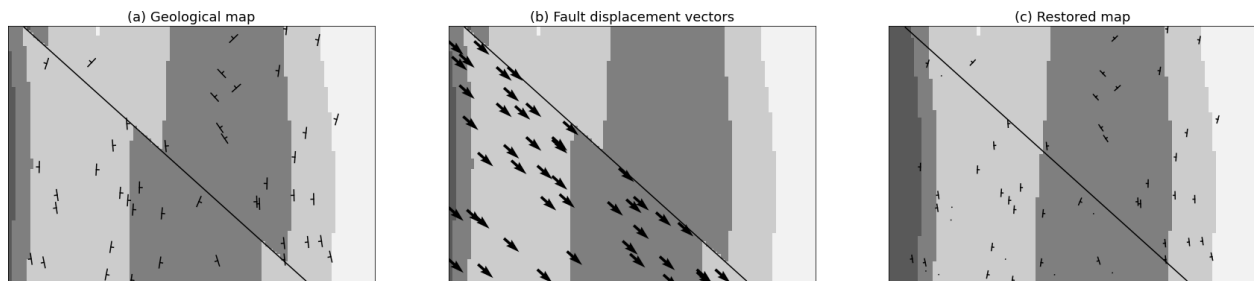 (a) Geological map
(b) Fault displacement vectors
(c) Restored map